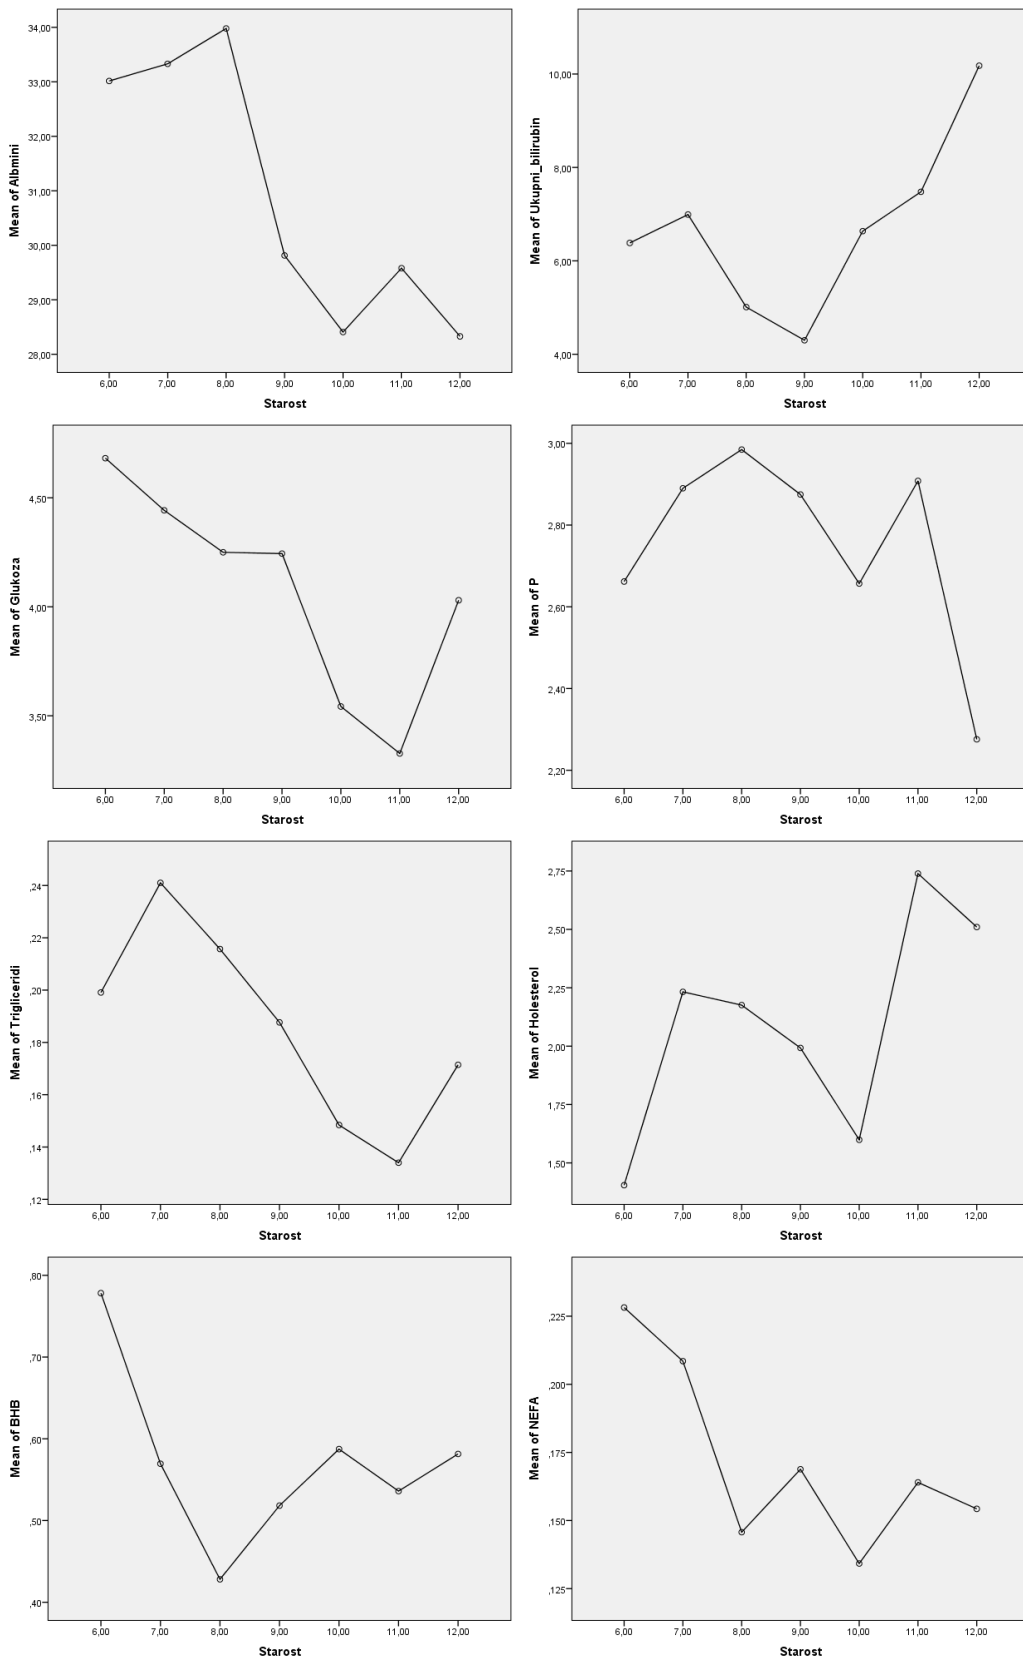 Mean of Albmini
34,00
33,00
32,00
31,00
30,00
29,00
28,00
6,00 7,00 8,00 9,00 10,00 11,00 12,00
Starost
Mean of Ukupni_bilirubin
10,00
8,00
6,00
4,00
6,00 7,00 8,00 9,00 10,00 11,00 12,00
Starost
Mean of Glukoza
4,50
4,00
3,50
6,00 7,00 8,00 9,00 10,00 11,00 12,00
Starost
Mean of P
3,00
2,80
2,60
2,40
2,20
6,00 7,00 8,00 9,00 10,00 11,00 12,00
Starost
Mean of Trigliceridi
,24
,22
,20
,18
,16
,14
,12
6,00 7,00 8,00 9,00 10,00 11,00 12,00
Starost
Mean of Holesterol
2,75
2,50
2,25
2,00
1,75
1,50
6,00 7,00 8,00 9,00 10,00 11,00 12,00
Starost
Mean of BHB
,80
,70
,60
,50
,40
6,00 7,00 8,00 9,00 10,00 11,00 12,00
Starost
Mean of NEFA
,225
,200
,175
,150
,125
6,00 7,00 8,00 9,00 10,00 11,00 12,00
Starost